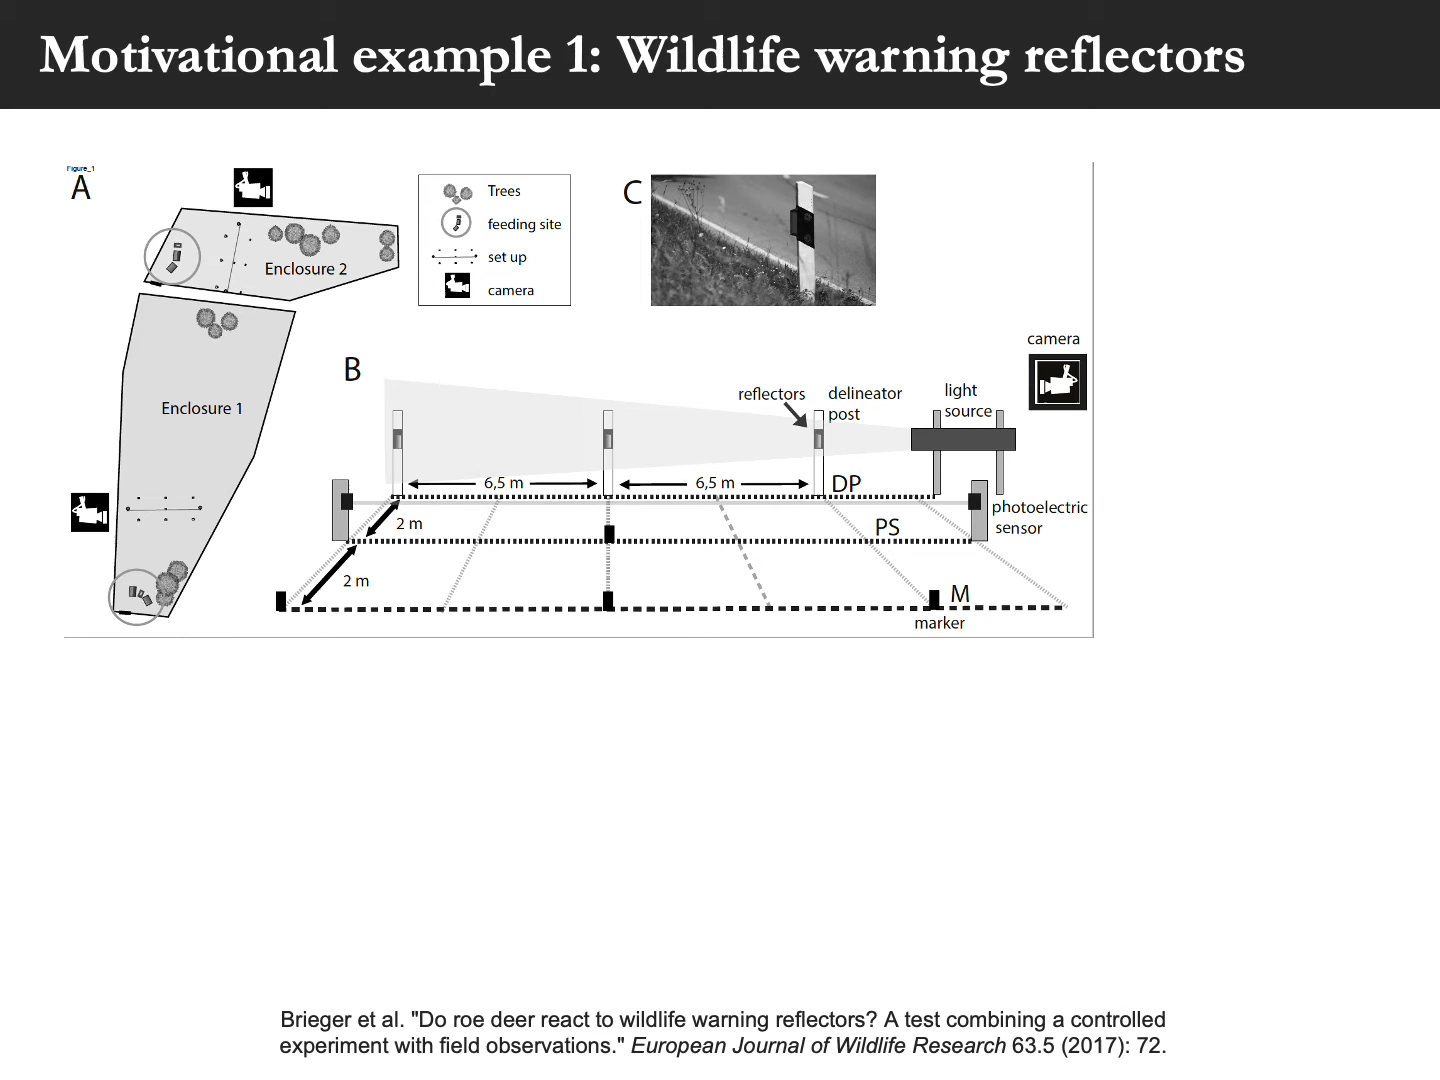 Motivational example 1: Wildlife warning reflectors
Figure_1
A
Trees
feeding site
set up
camera
C
Enclosure 2
Enclosure 1
B
camera
reflectors
delineator
post
light
source
6,5 m
6,5 m
DP
photoelectric
sensor
2 m
PS
2 m
M
marker
Brieger et al. "Do roe deer react to wildlife warning reflectors? A test combining a controlled
experiment with field observations." European Journal of Wildlife Research 63.5 (2017): 72.